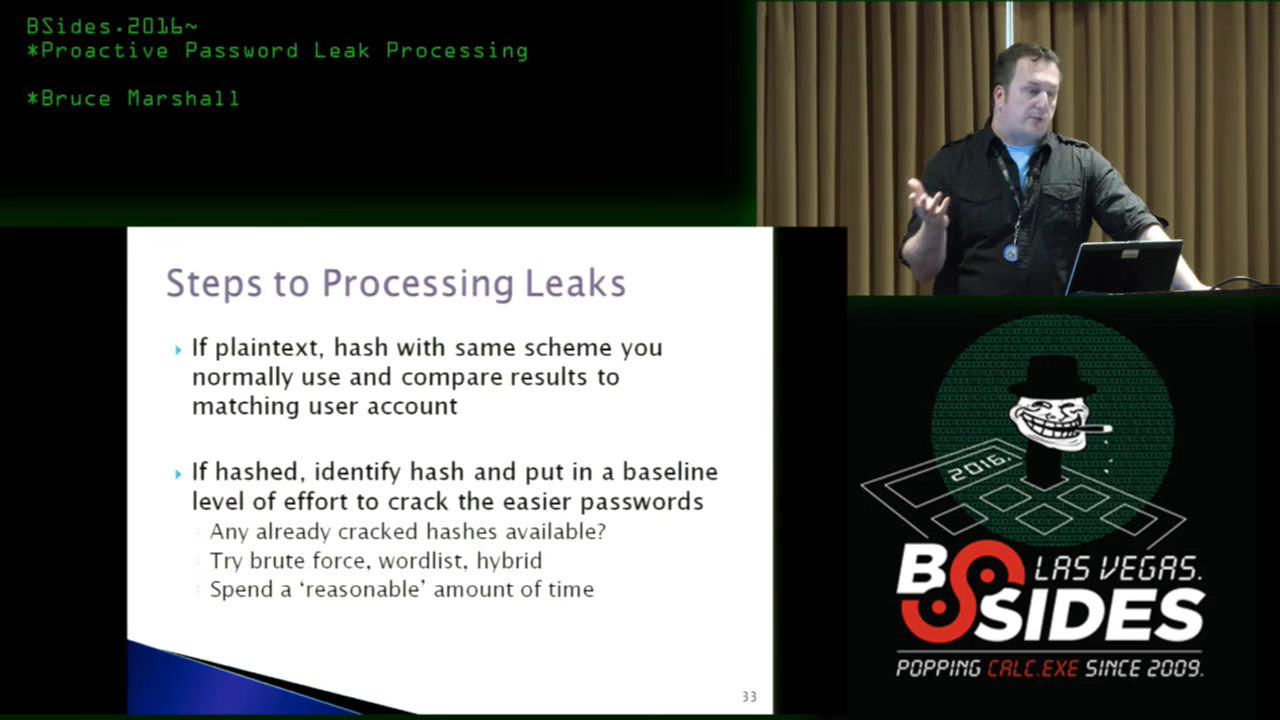 BSides.2016~
*Proactive Password Leak Processing
*Bruce Marshall
Steps to Processing Leaks
If plaintext, hash with same scheme you
normally use and compare results to
matching user account
If hashed, identify hash and put in a baseline
level of effort to crack the easier passwords
Any already cracked hashes available?
Try brute force, wordlist, hybrid
Spend a ‘reasonable’ amount of time
33
2016.
BSIDES
LAS VEGAS.
POPPING CALC.EXE SINCE 2009.